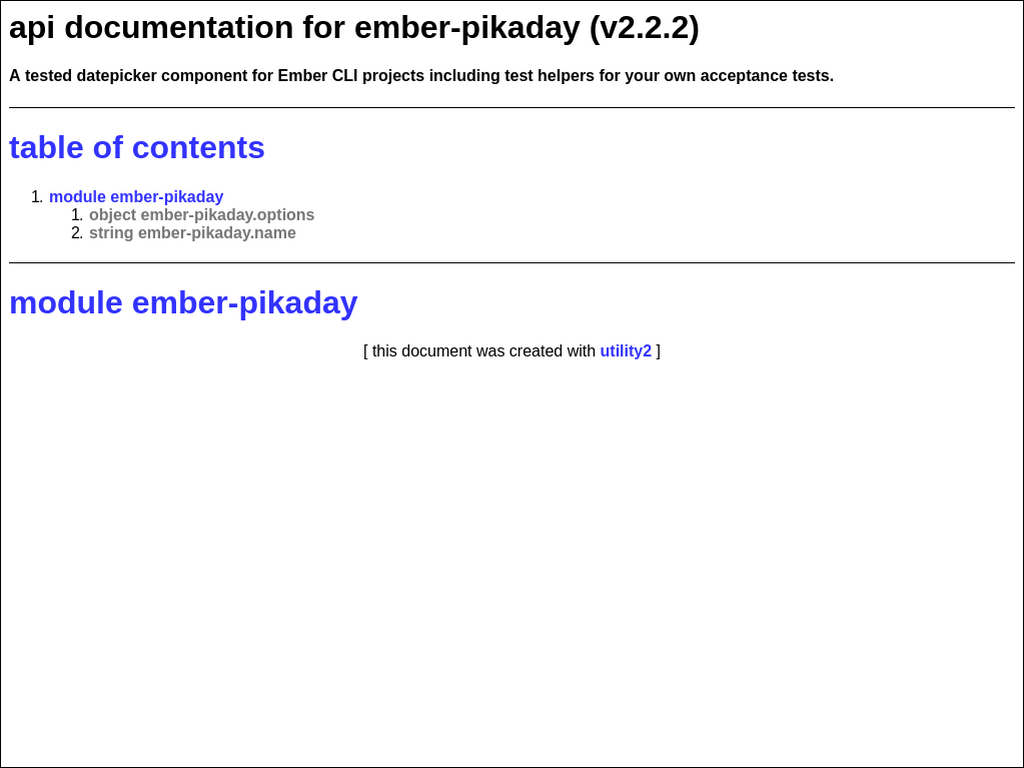 api documentation for ember-pikaday (v2.2.2)
A tested datepicker component for Ember CLI projects including test helpers for your own acceptance tests.
table of contents
1. module ember-pikaday
1. object ember-pikaday.options
2. string ember-pikaday.name
module ember-pikaday
[ this document was created with utility2 ]